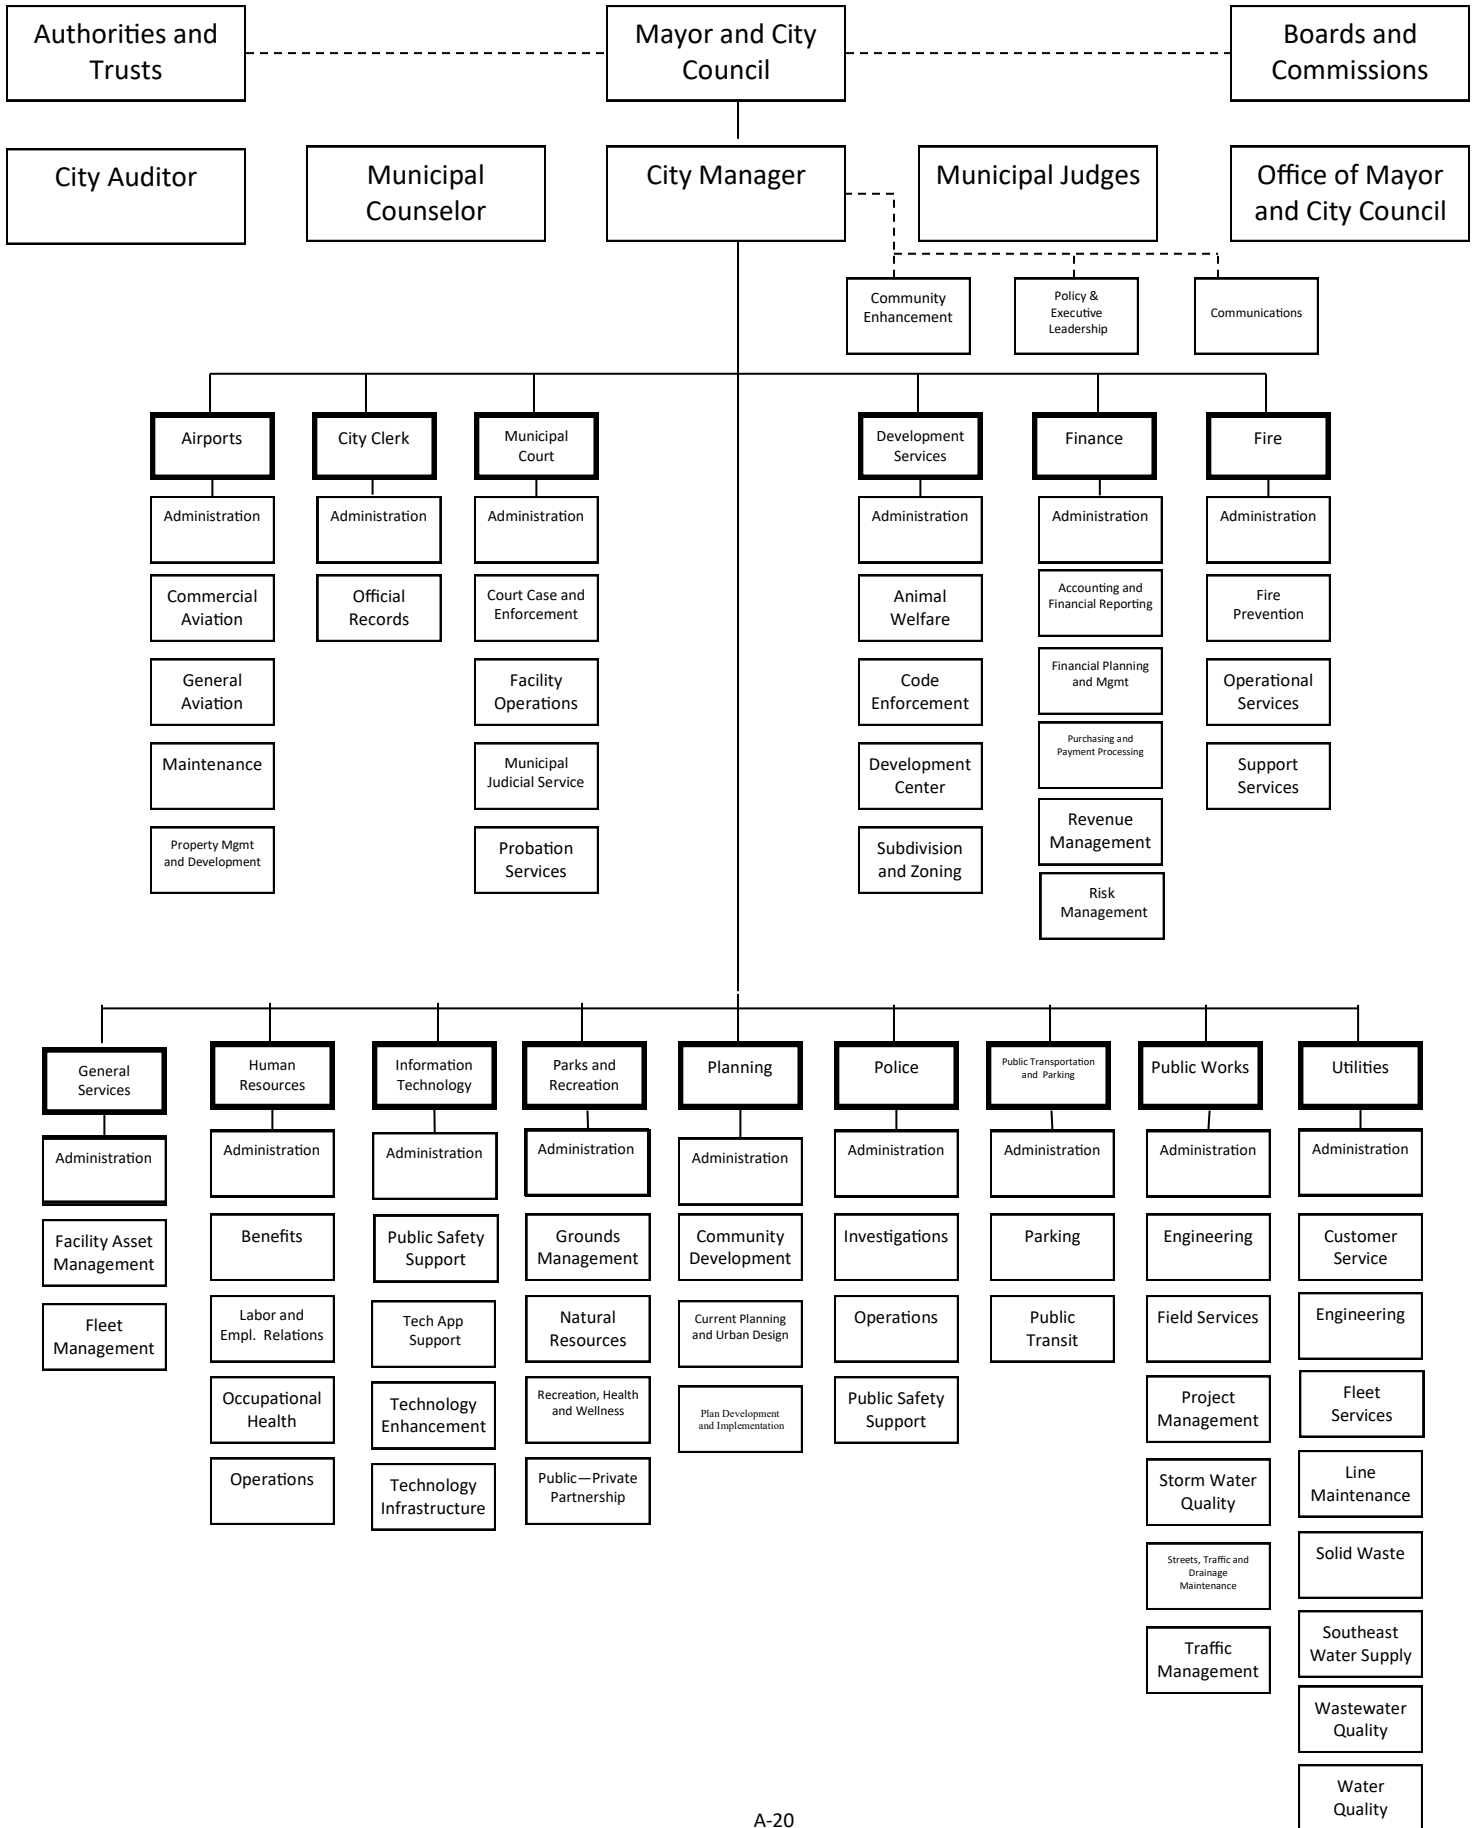 Authorities and
Trusts
Mayor and City
Council
Boards and
Commissions
City Auditor
Municipal
Counselor
City Manager
Municipal Judges
Office of Mayor
and City Council
Community
Enhancement
Policy &
Executive
Leadership
Communications
Airports
City Clerk
Municipal
Court
Development
Services
Finance
Fire
Administration
Administration
Administration
Administration
Administration
Administration
Commercial
Aviation
Official
Records
Court Case and
Enforcement
Animal
Welfare
Accounting and
Financial Reporting
Fire
Prevention
General
Aviation
Facility
Operations
Code
Enforcement
Financial Planning
and Mgmt
Operational
Services
Maintenance
Municipal
Judicial Service
Development
Center
Purchasing and
Payment Processing
Support
Services
Property Mgmt
and Development
Probation
Services
Subdivision
and Zoning
Revenue
Management
Risk
Management
General
Services
Human
Resources
Information
Technology
Parks and
Recreation
Planning
Police
Public Transportation
and Parking
Public Works
Utilities
Administration
Administration
Administration
Administration
Administration
Administration
Administration
Administration
Administration
Facility Asset
Management
Benefits
Public Safety
Support
Grounds
Management
Community
Development
Investigations
Parking
Engineering
Customer
Service
Fleet
Management
Labor and
Empl. Relations
Tech App
Support
Natural
Resources
Current Planning
and Urban Design
Operations
Public
Transit
Field Services
Engineering
Occupational
Health
Technology
Enhancement
Recreation, Health
and Wellness
Plan Development
and Implementation
Public Safety
Support
Project
Management
Fleet
Services
Operations
Technology
Infrastructure
Public—Private
Partnership
Storm Water
Quality
Line
Maintenance
Streets, Traffic and
Drainage
Maintenance
Solid Waste
Traffic
Management
Southeast
Water Supply
Wastewater
Quality
Water
Quality
A-20